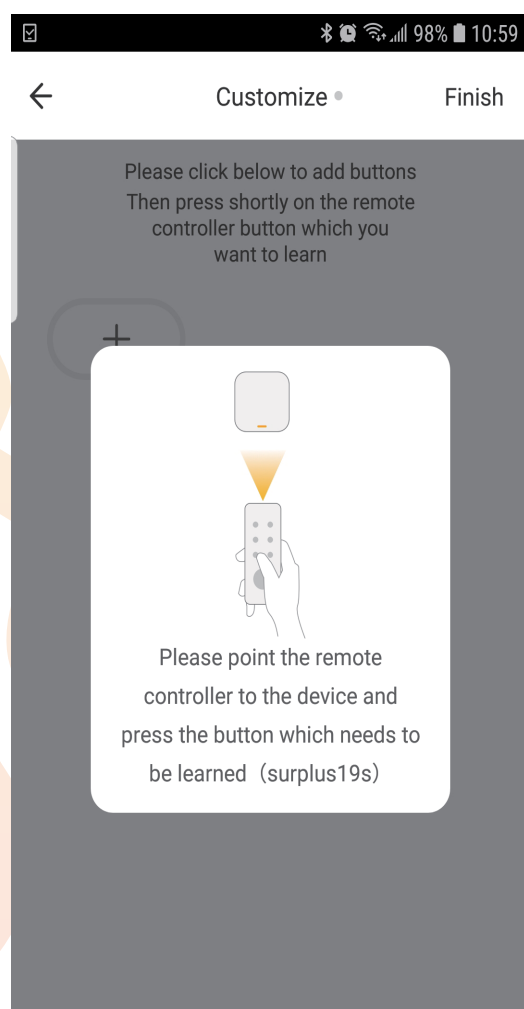 98% 10:59
Customize
Finish
Please click below to add buttons
Then press shortly on the remote
controller button which you
want to learn
Please point the remote
controller to the device and
press the button which needs to
be learned（surplus19s）